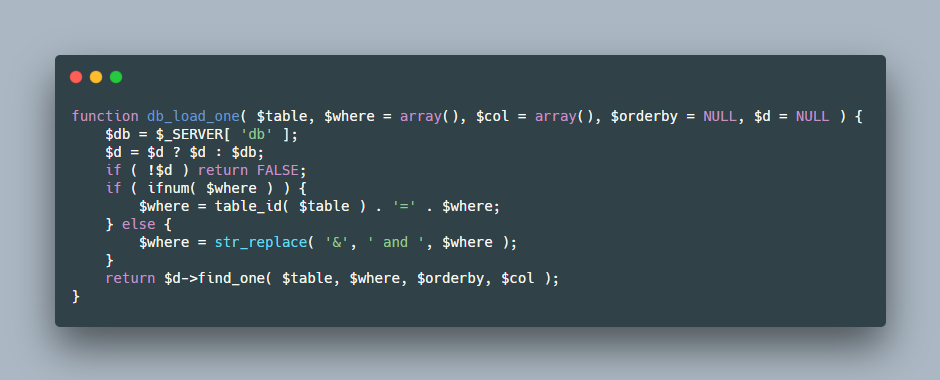 function db_load_one( $table, $where = array(), $col = array(), $orderby = NULL, $d = NULL ) {
    $db = $_SERVER[ 'db' ];
    $d = $d ? $d : $db;
    if ( !$d ) return FALSE;
    if ( ifnum( $where ) ) {
        $where = table_id( $table ) . '=' . $where;
    } else {
        $where = str_replace( '&', ' and ', $where );
    }
    return $d->find_one( $table, $where, $orderby, $col );
}